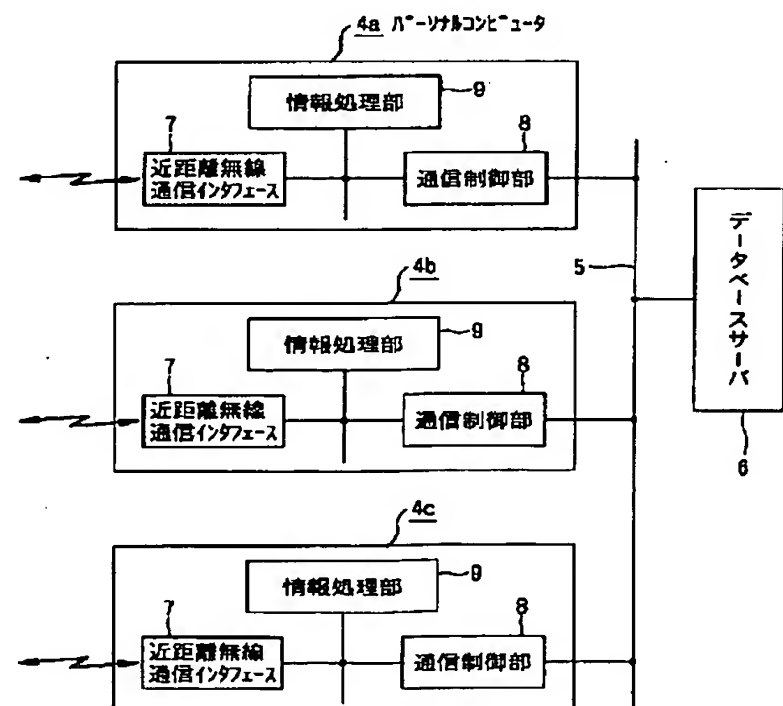 4a パーソナルコンピュータ
情報処理部
9
7
8
近距離無線
通信インタフェース
通信制御部
4b
5
データベースサーバ
6
情報処理部
9
7
8
近距離無線
通信インタフェース
通信制御部
4c
情報処理部
9
7
8
近距離無線
通信インタフェース
通信制御部